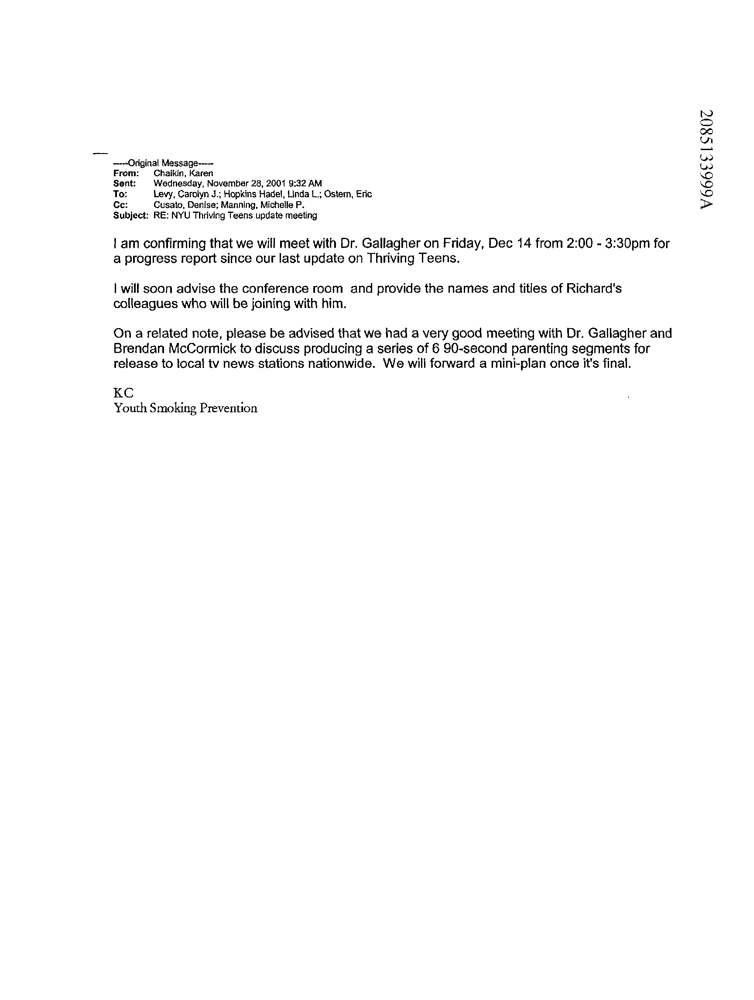 -----Original Message-----
From: Chaikin, Karen
Sent: Wednesday, November 28, 2001 9:32 AM
To: Levy, Carolyn J.; Hopkins Hadel, Linda L.; Ostern, Eric
Cc: Cusato, Denise; Manning, Michelle P.
Subject: RE: NYU Thriving Teens update meeting
I am confirming that we will meet with Dr. Gallagher on Friday, Dec 14 from 2:00 - 3:30pm for
a progress report since our last update on Thriving Teens.
I will soon advise the conference room and provide the names and titles of Richard's
colleagues who will be joining with him.
On a related note, please be advised that we had a very good meeting with Dr. Gallagher and
Brendan McCormick to discuss producing a series of 6 90-second parenting segments for
release to local tv news stations nationwide. We will forward a mini-plan once it's final.
KC
Youth Smoking Prevention
2085133999A